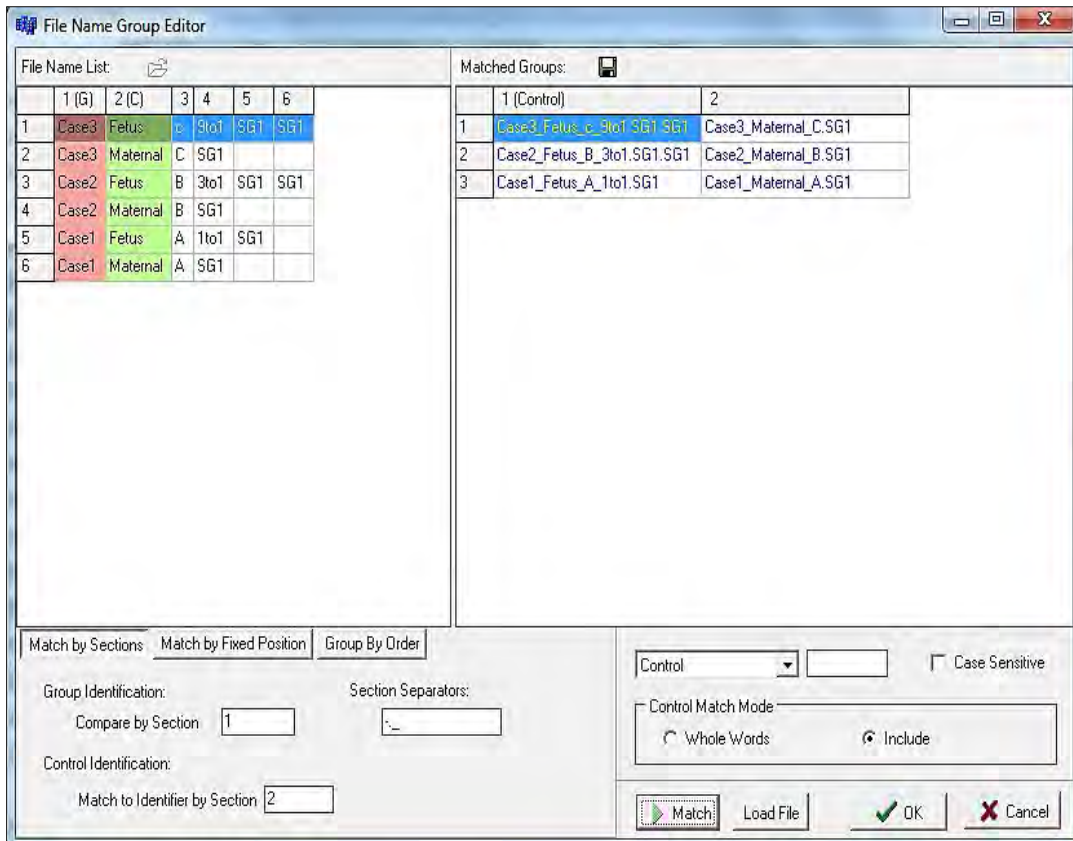 File Name Group Editor
File Name List:
1 (G) 2 (C) 3 4 5 6
1 Case3 Fetus c 9to1 SG1 SG1
2 Case3 Maternal C SG1
3 Case2 Fetus B 3to1 SG1 SG1
4 Case2 Maternal B SG1
5 Case1 Fetus A 1to1 SG1
6 Case1 Maternal A SG1
Matched Groups:
1 (Control) 2
1 Case3_Fetus_c_9to1.SG1.SG1 Case3_Maternal_C.SG1
2 Case2_Fetus_B_3to1.SG1.SG1 Case2_Maternal_B.SG1
3 Case1_Fetus_A_1to1.SG1 Case1_Maternal_A.SG1
Match by Sections Match by Fixed Position Group By Order
Group Identification: Section Separators:
Compare by Section 1
Control Identification:
Match to Identifier by Section 2
Control Case Sensitive
Control Match Mode
Whole Words Include
Match Load File OK Cancel